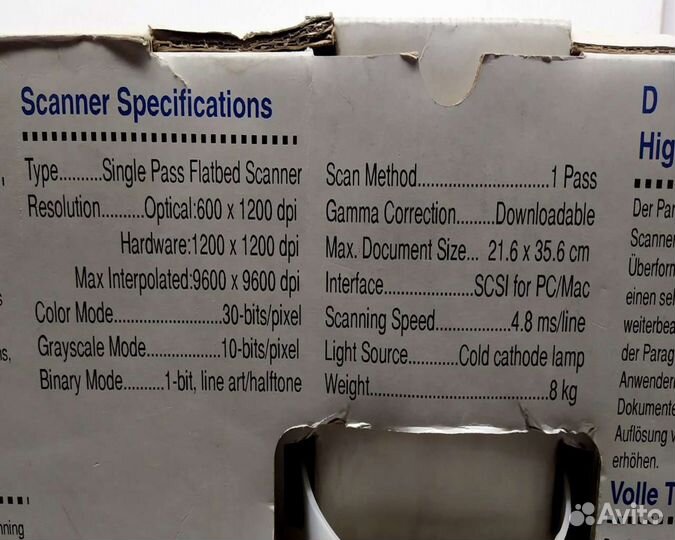 Scanner Specifications
Type..........Single Pass Flatbed Scanner
Resolution..........Optical:600 x 1200 dpi
Hardware:1200 x 1200 dpi
Max Interpolated:9600 x 9600 dpi
Color Mode..........................30-bits/pixel
Grayscale Mode..................10-bits/pixel
Binary Mode..........1-bit, line art/halftone
Scan Method...............................1 Pass
Gamma Correction.........Downloadable
Max. Document Size... 21.6 x 35.6 cm
Interface.....................SCSI for PC/Mac
Scanning Speed..................4.8 ms/line
Light Source............Cold cathode lamp
Weight..........................................8 kg
D
Hig
Der Par
Scanner
Überform
einen seh
weiterbea
der Parag
Anwendern
Dokumente
Auflösung v
erhöhen.
Volle T
nning
Avito